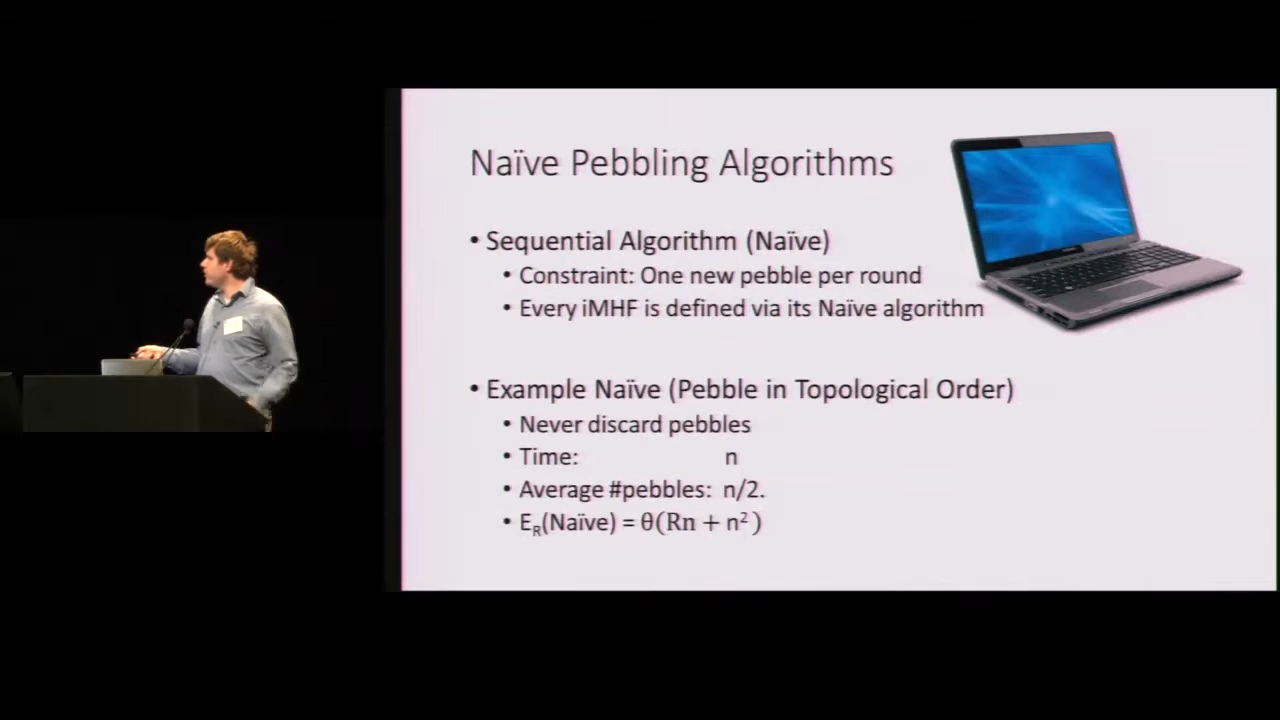 Naïve Pebbling Algorithms
• Sequential Algorithm (Naïve)
• Constraint: One new pebble per round
• Every iMHF is defined via its Naïve algorithm
• Example Naïve (Pebble in Topological Order)
• Never discard pebbles
• Time: n
• Average #pebbles: n/2.
• E_R(Naïve) = θ(Rn + n²)